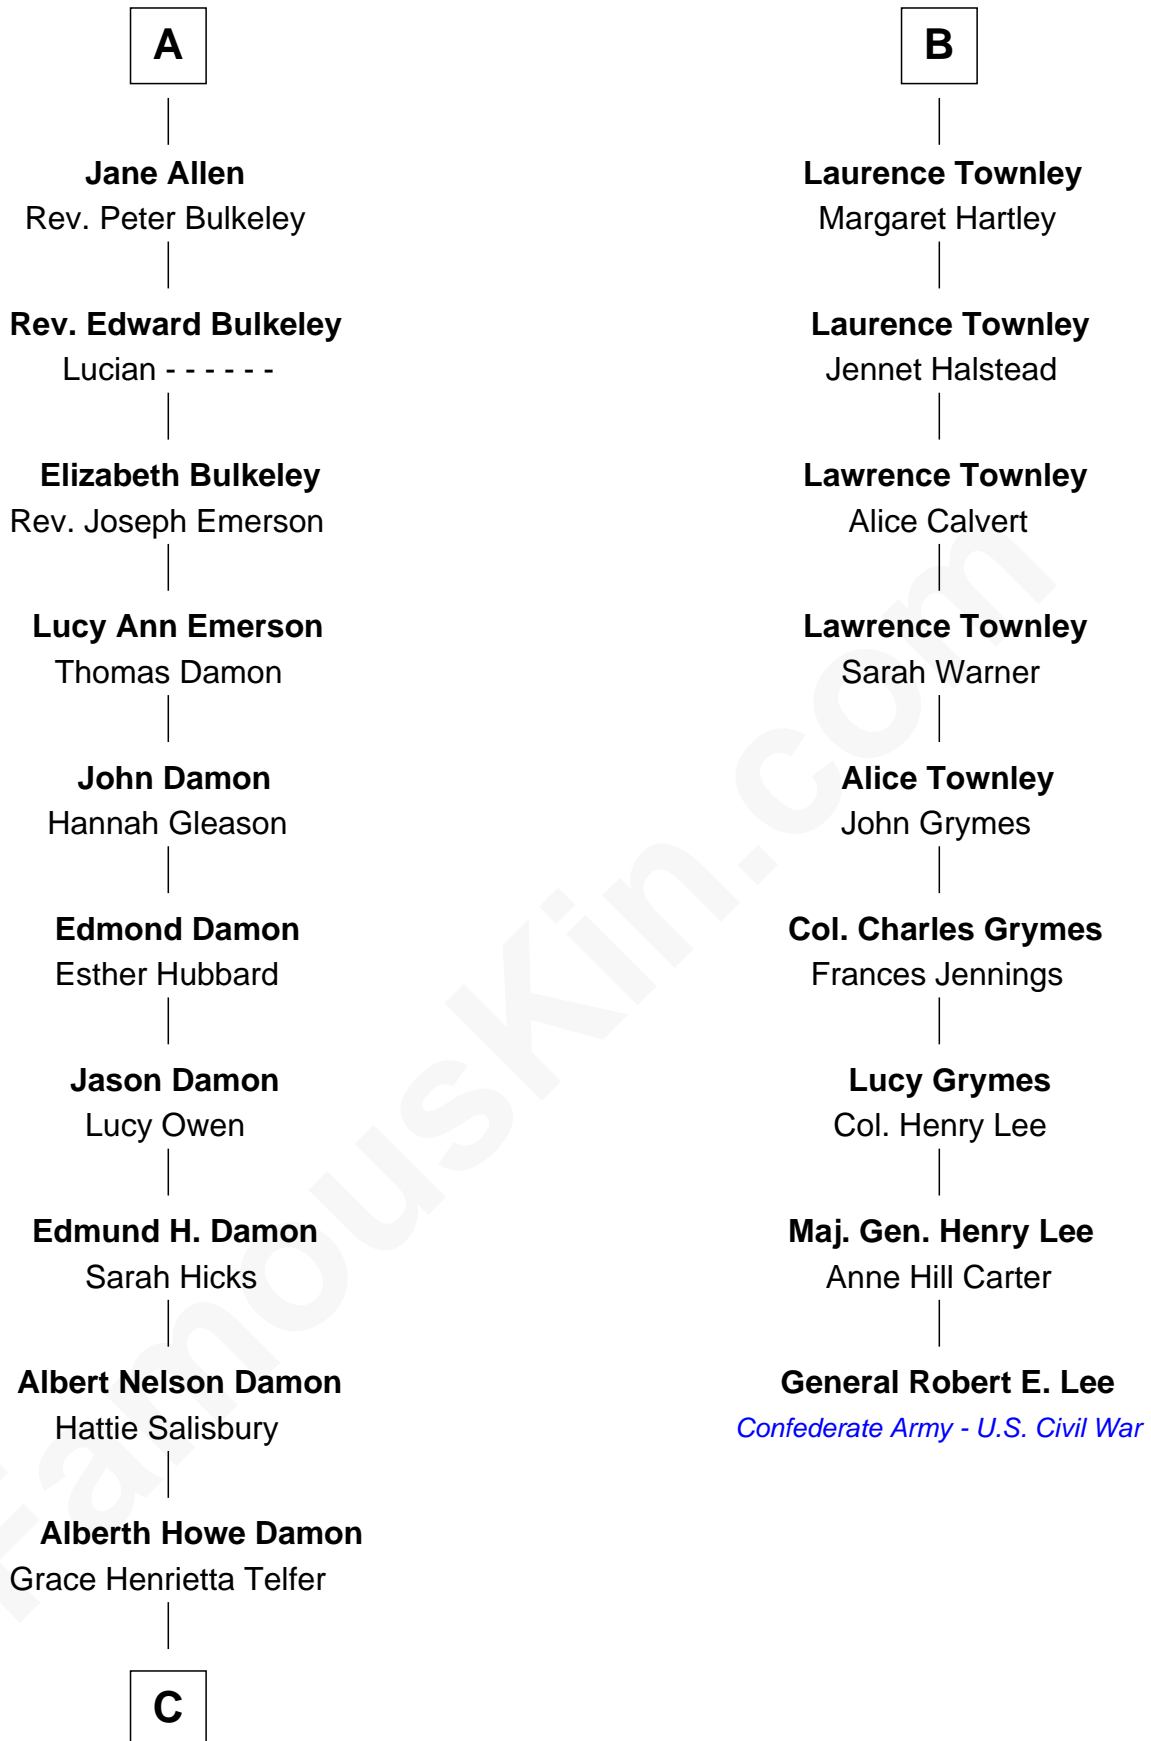 A
Jane Allen
Rev. Peter Bulkeley
Rev. Edward Bulkeley
Lucian - - - - - -
Elizabeth Bulkeley
Rev. Joseph Emerson
Lucy Ann Emerson
Thomas Damon
John Damon
Hannah Gleason
Edmond Damon
Esther Hubbard
Jason Damon
Lucy Owen
Edmund H. Damon
Sarah Hicks
Albert Nelson Damon
Hattie Salisbury
Alberth Howe Damon
Grace Henrietta Telfer
C
B
Laurence Townley
Margaret Hartley
Laurence Townley
Jennet Halstead
Lawrence Townley
Alice Calvert
Lawrence Townley
Sarah Warner
Alice Townley
John Grymes
Col. Charles Grymes
Frances Jennings
Lucy Grymes
Col. Henry Lee
Maj. Gen. Henry Lee
Anne Hill Carter
General Robert E. Lee
Confederate Army - U.S. Civil War
FamousKin.com